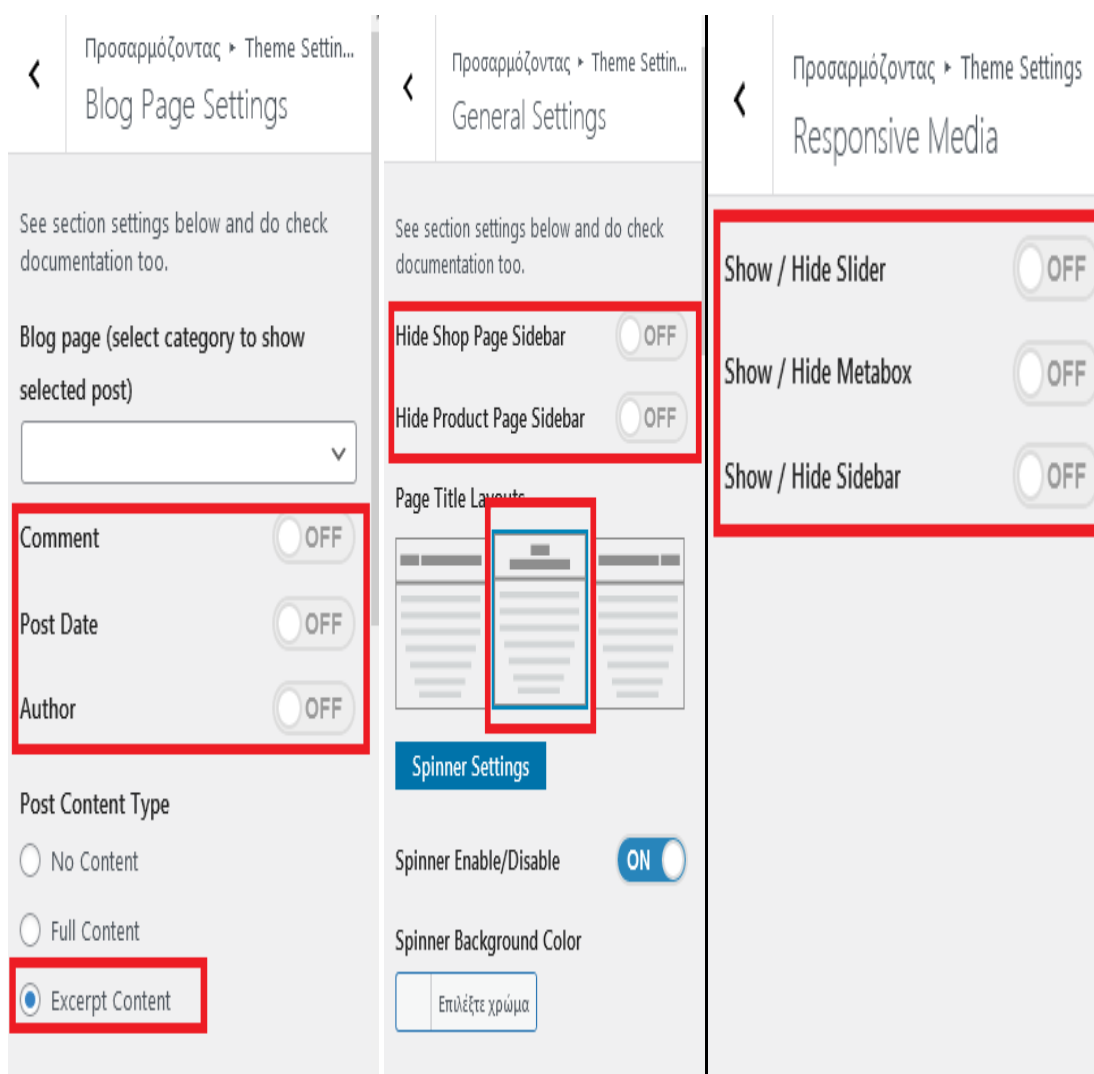 Προσαρμόζοντας ▸ Theme Settin...
Blog Page Settings
See section settings below and do check
documentation too.
Blog page (select category to show
selected post)
Comment OFF
Post Date OFF
Author OFF
Post Content Type
No Content
Full Content
Excerpt Content
Προσαρμόζοντας ▸ Theme Settin...
General Settings
See section settings below and do check
documentation too.
Hide Shop Page Sidebar OFF
Hide Product Page Sidebar OFF
Page Title Layouts
Spinner Settings
Spinner Enable/Disable ON
Spinner Background Color
Επιλέξτε χρώμα
Προσαρμόζοντας ▸ Theme Settings
Responsive Media
Show / Hide Slider OFF
Show / Hide Metabox OFF
Show / Hide Sidebar OFF